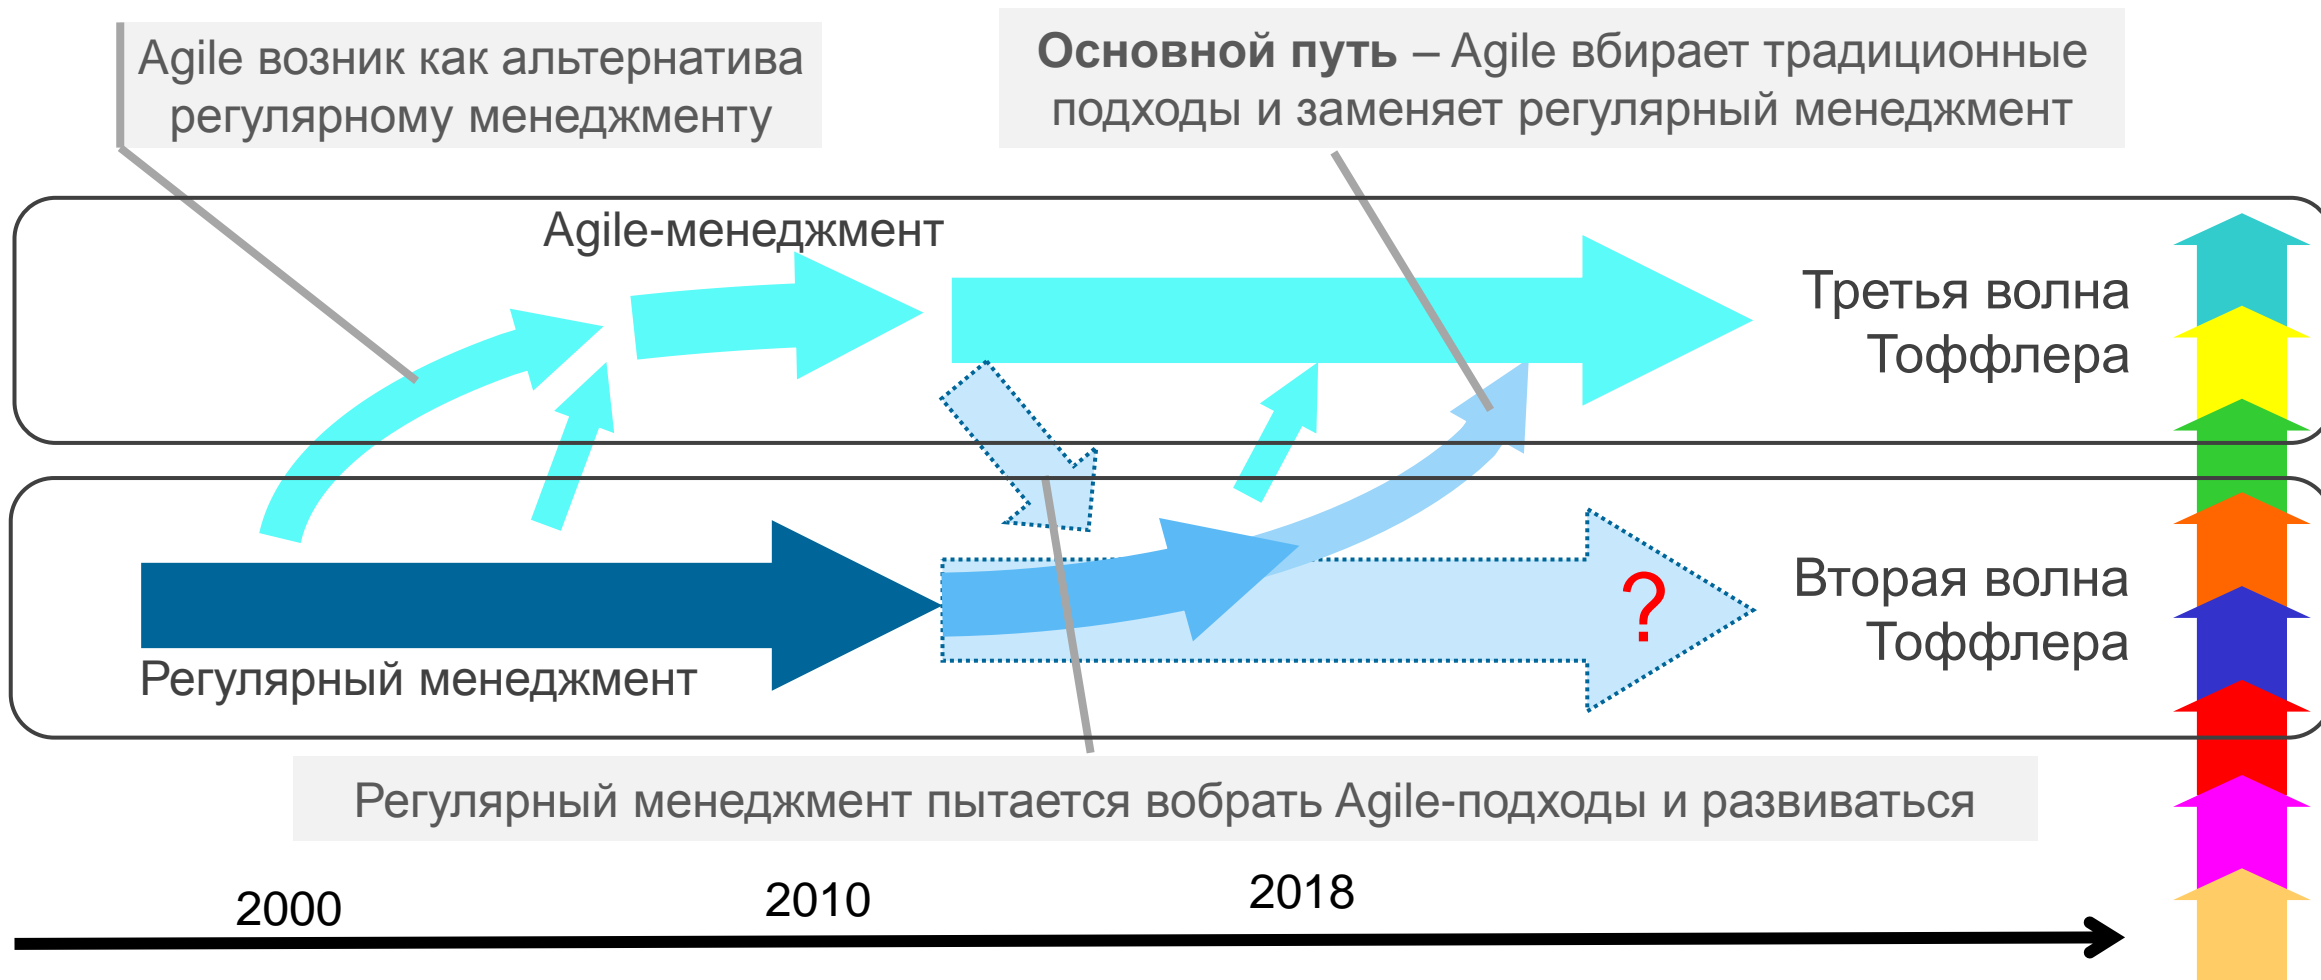 Agile возник как альтернатива
регулярному менеджменту
Основной путь – Agile вбирает традиционные
подходы и заменяет регулярный менеджмент
Agile-менеджмент
Третья волна
Тоффлера
?
Вторая волна
Тоффлера
Регулярный менеджмент
Регулярный менеджмент пытается вобрать Agile-подходы и развиваться
2000
2010
2018